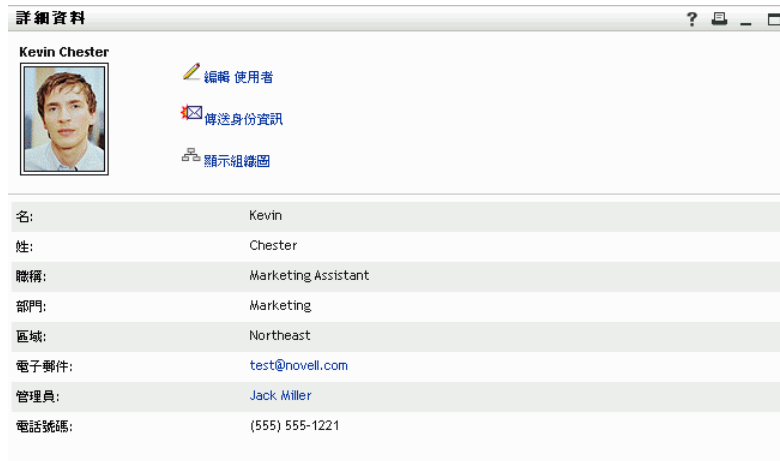 詳細資料
?
Kevin Chester
編輯 使用者
傳送身份資訊
顯示組織圖
名: Kevin
姓: Chester
職稱: Marketing Assistant
部門: Marketing
區域: Northeast
電子郵件: test@novell.com
管理員: Jack Miller
電話號碼: (555) 555-1221